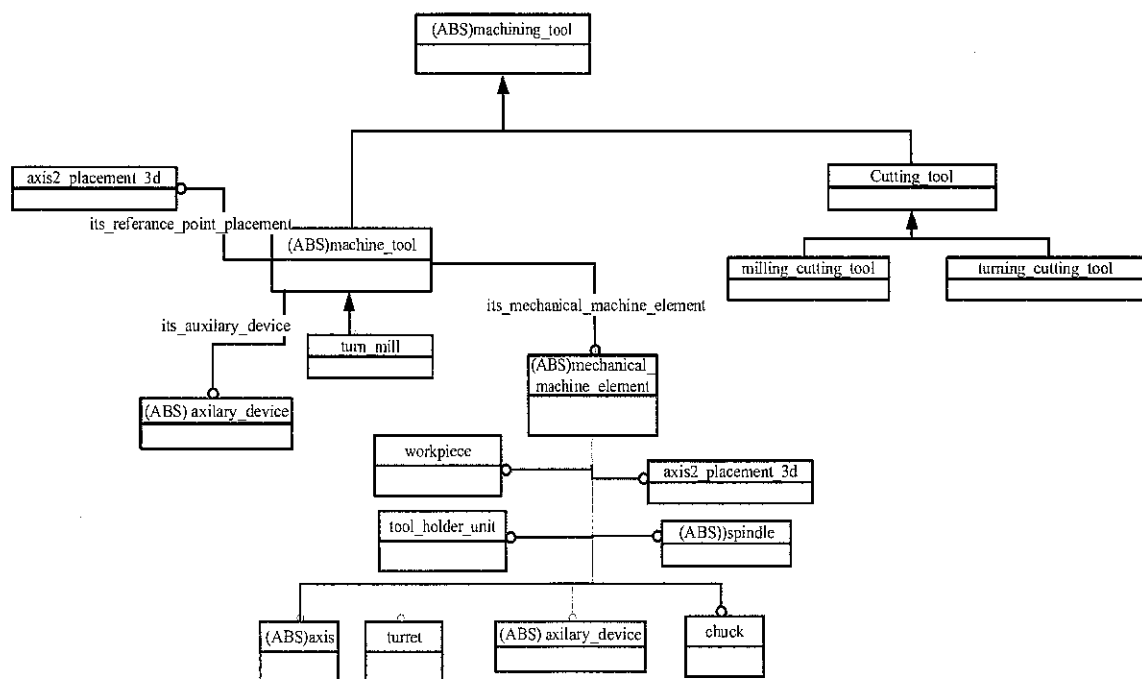 (ABS)machining_tool
axis2_placement_3d
Cutting_tool
its_referance_point_placement
(ABS)machine_tool
milling_cutting_tool
turning_cutting_tool
its_mechanical_machine_element
its_auxilary_device
turn_mill
(ABS)mechanical_
machine_element
(ABS) axilary_device
workpiece
axis2_placement_3d
tool_holder_unit
(ABS))spindle
(ABS)axis
turret
(ABS) axilary_device
chuck